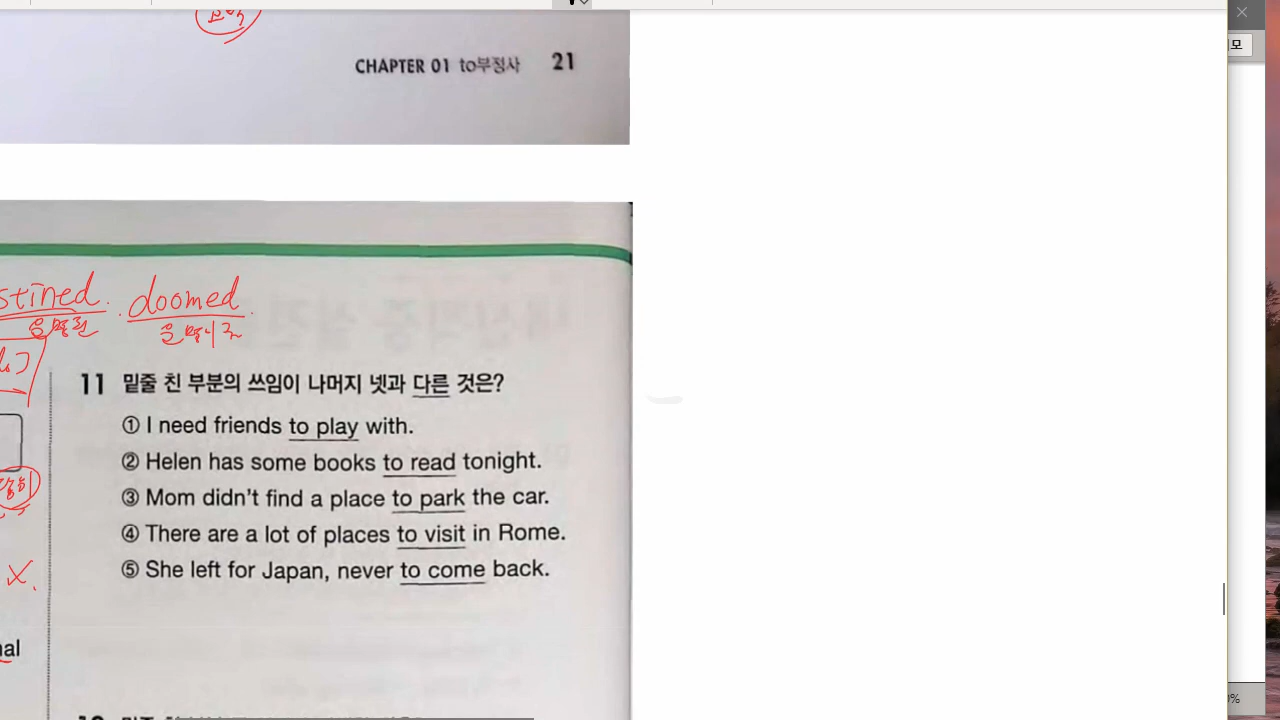 CHAPTER 01 to부정사 21
stined. doomed.
11 밑줄 친 부분의 쓰임이 나머지 넷과 다른 것은?
① I need friends to play with.
② Helen has some books to read tonight.
③ Mom didn't find a place to park the car.
④ There are a lot of places to visit in Rome.
⑤ She left for Japan, never to come back.
X.
nal